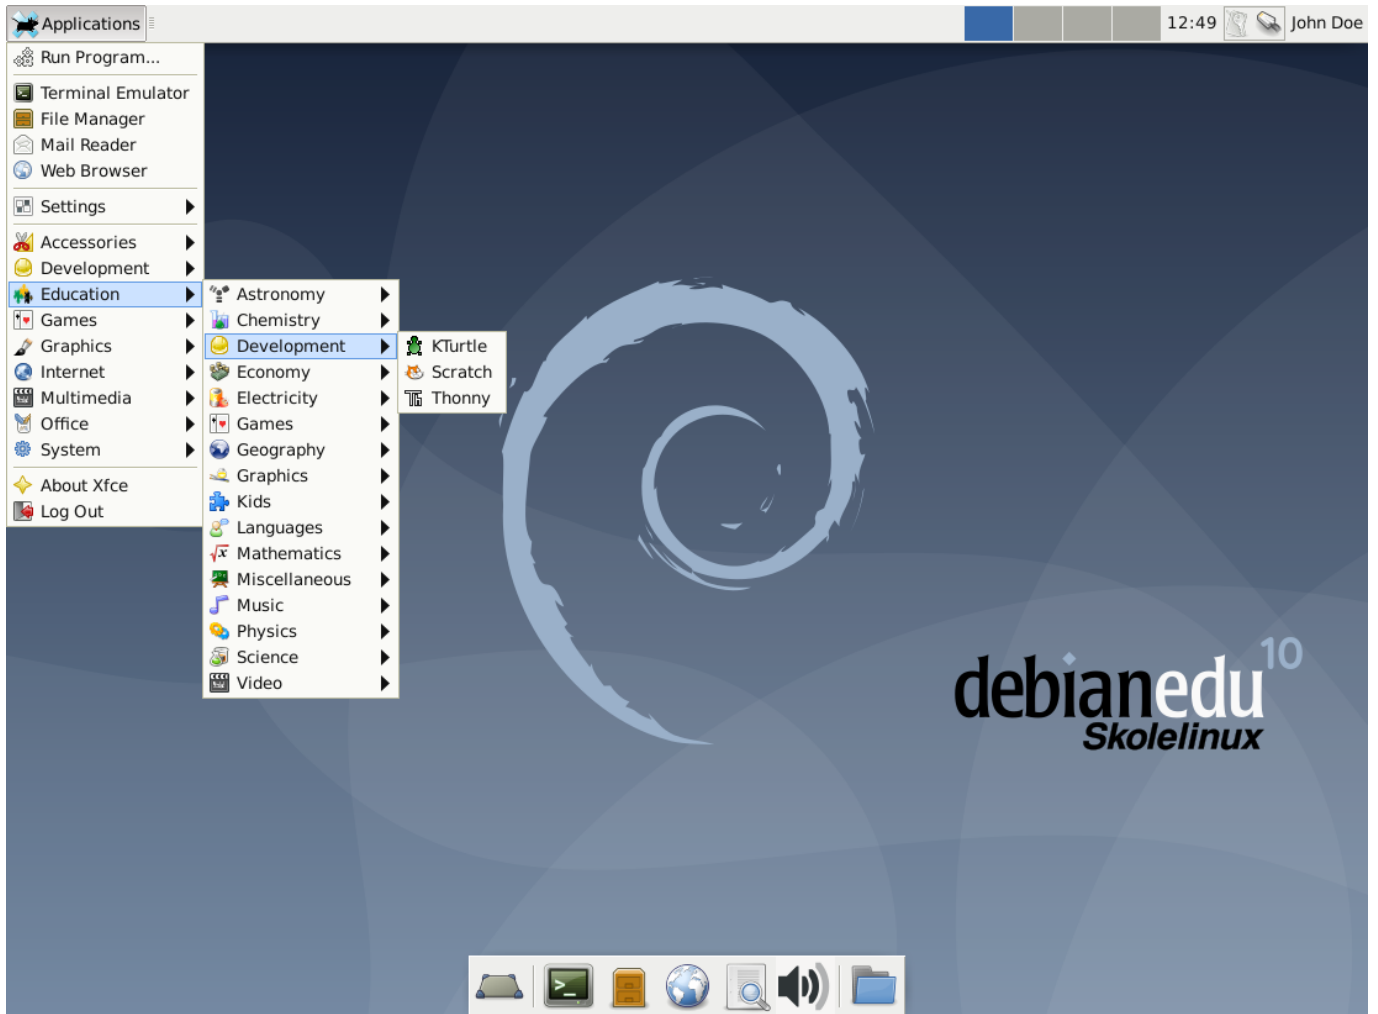 Applications
12:49
John Doe
Run Program...
Terminal Emulator
File Manager
Mail Reader
Web Browser
Settings
Accessories
Development
Education
Games
Graphics
Internet
Multimedia
Office
System
About Xfce
Log Out
Astronomy
Chemistry
Development
Economy
Electricity
Games
Geography
Graphics
Kids
Languages
Mathematics
Miscellaneous
Music
Physics
Science
Video
KTurtle
Scratch
Thonny
debianedu 10
Skolelinux